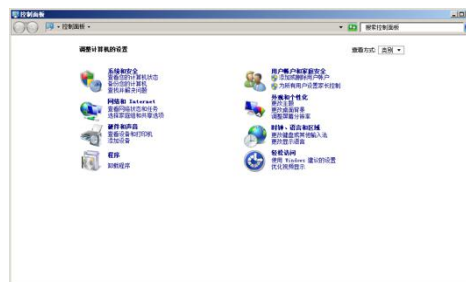 控制面板
控制面板
搜索控制面板
调整计算机的设置
查看方式: 类别
系统和安全
查看您的计算机状态
备份您的计算机
查找并解决问题
网络和 Internet
查看网络状态和任务
选择家庭组和共享选项
硬件和声音
查看设备和打印机
添加设备
程序
卸载程序
用户帐户和家庭安全
添加或删除用户帐户
为所有用户设置家长控制
外观和个性化
更改主题
更改桌面背景
调整屏幕分辨率
时钟、语言和区域
更改键盘或其他输入法
更改显示语言
轻松访问
使用 Windows 建议的设置
优化视频显示